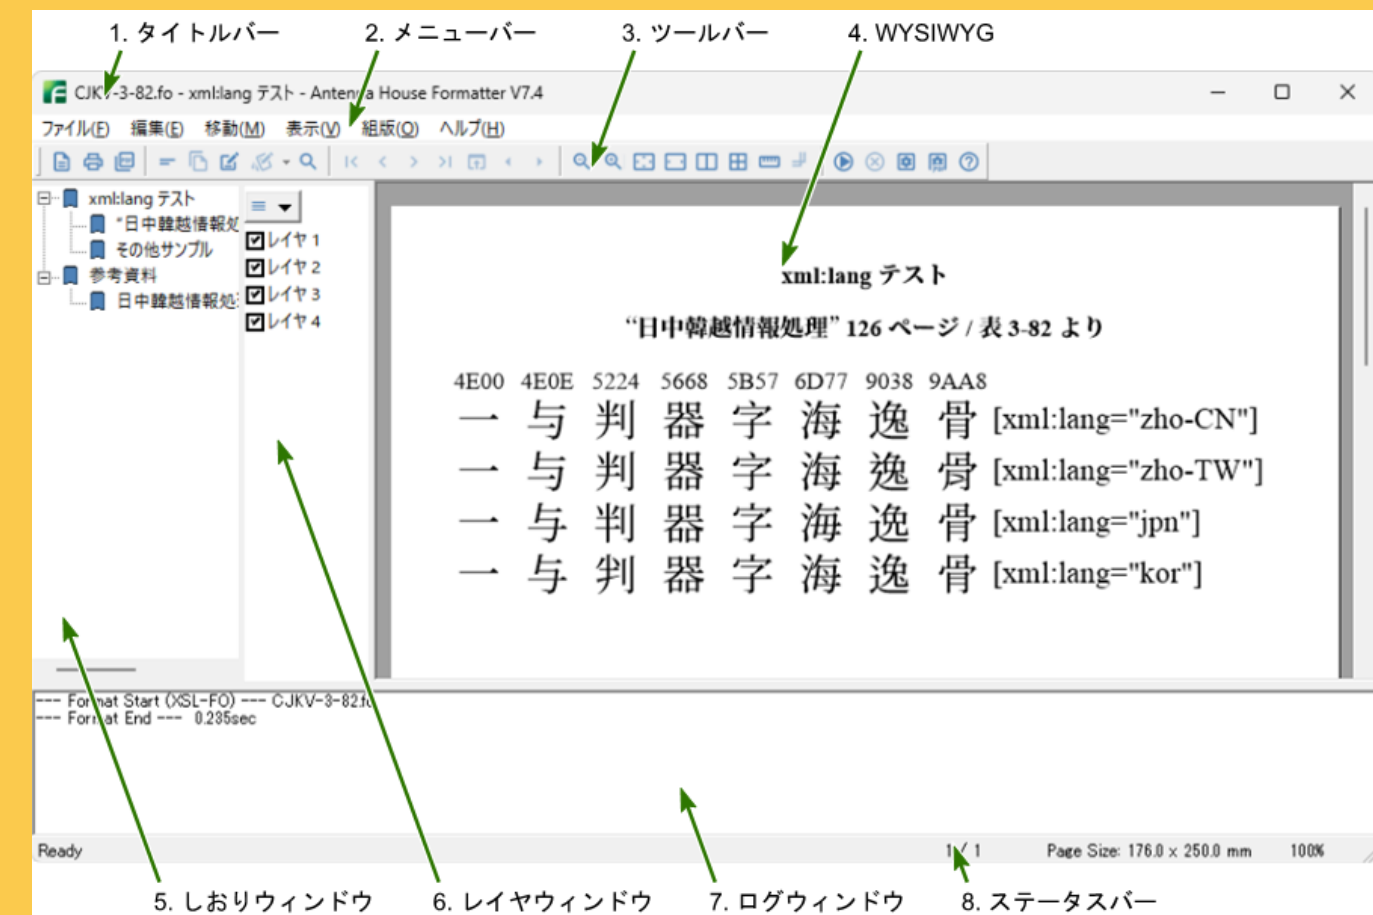 1. タイトルバー 2. メニューバー 3. ツールバー 4. WYSIWYG
CJKV-3-82.fo - xml:lang テスト - Antenna House Formatter V7.4
ファイル(F) 編集(E) 移動(M) 表示(V) 組版(O) ヘルプ(H)
xml:lang テスト
"日中韓越情報処
その他サンプル
参考資料
日中韓越情報処
レイヤ 1
レイヤ 2
レイヤ 3
レイヤ 4
xml:lang テスト
“日中韓越情報処理” 126 ページ / 表 3-82 より
4E00 4E0E 5224 5668 5B57 6D77 9038 9AA8
一 与 判 器 字 海 逸 骨 [xml:lang="zho-CN"]
一 与 判 器 字 海 逸 骨 [xml:lang="zho-TW"]
一 与 判 器 字 海 逸 骨 [xml:lang="jpn"]
一 与 判 器 字 海 逸 骨 [xml:lang="kor"]
--- Format Start (XSL-FO) --- CJKV-3-82.fo
--- Format End --- 0.235sec
Ready 1 / 1 Page Size: 176.0 x 250.0 mm 100%
5. しおりウィンドウ 6. レイヤウィンドウ 7. ログウィンドウ 8. ステータスバー